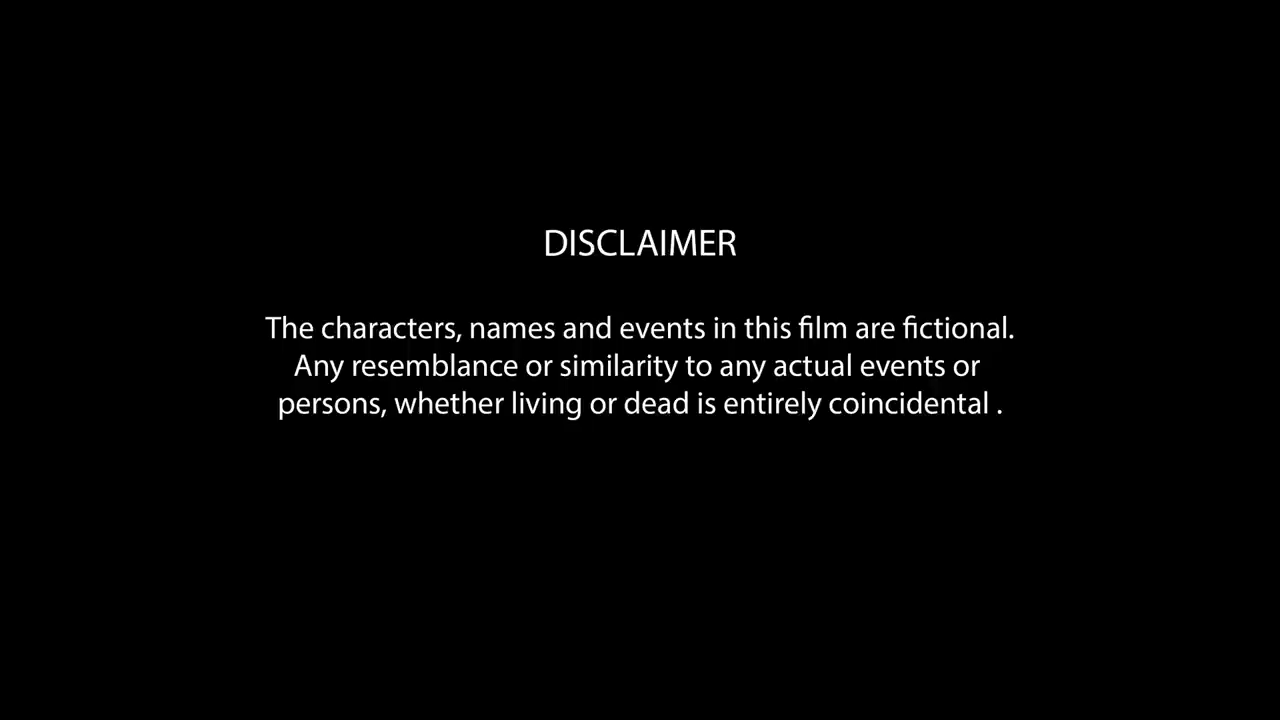 DISCLAIMER
The characters, names and events in this film are fictional.
Any resemblance or similarity to any actual events or
persons, whether living or dead is entirely coincidental .